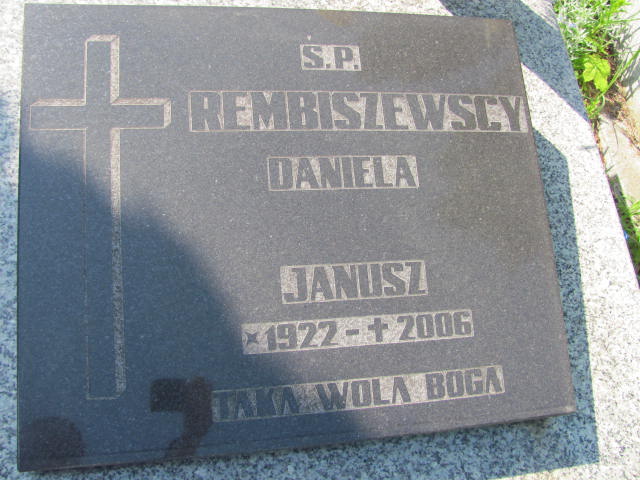 S.P.
REMBISZEWSCY
DANIELA
JANUSZ
*1922-✝2006
TAKA WOLA BOGA